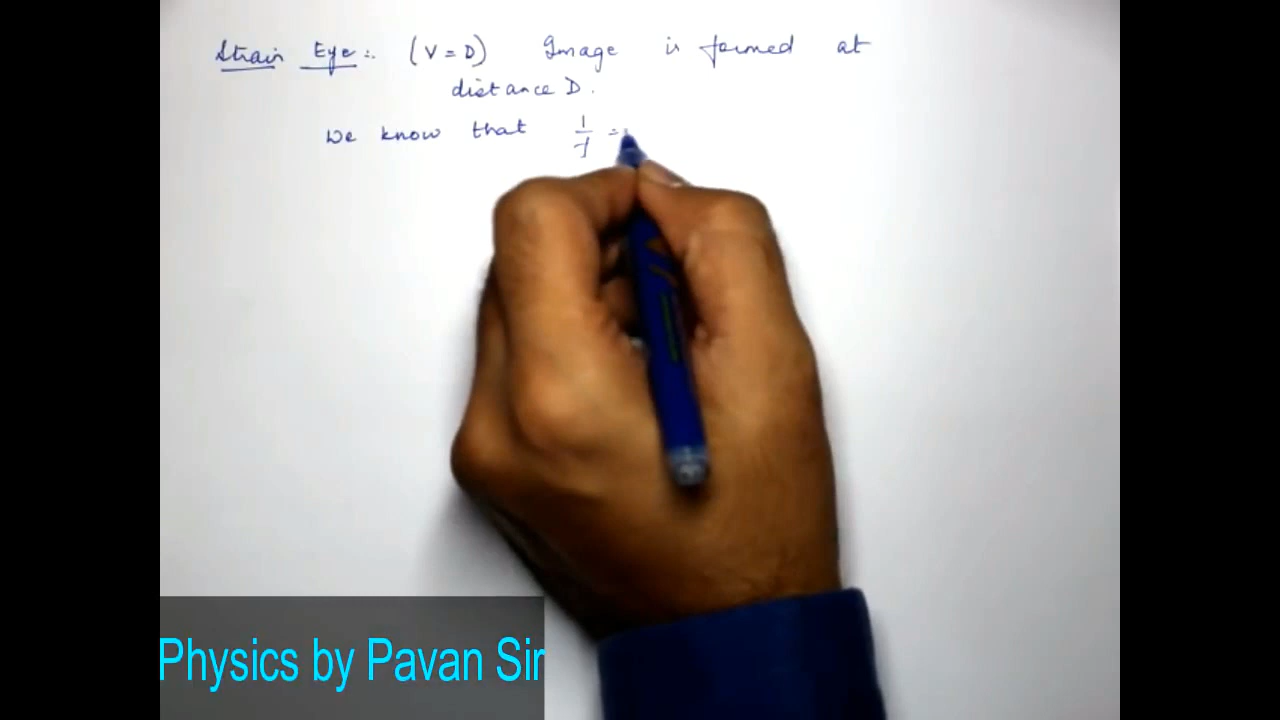 Strain Eye :- (V = D) Image is formed at
distance D.
We know that 1/f =
Physics by Pavan Sir